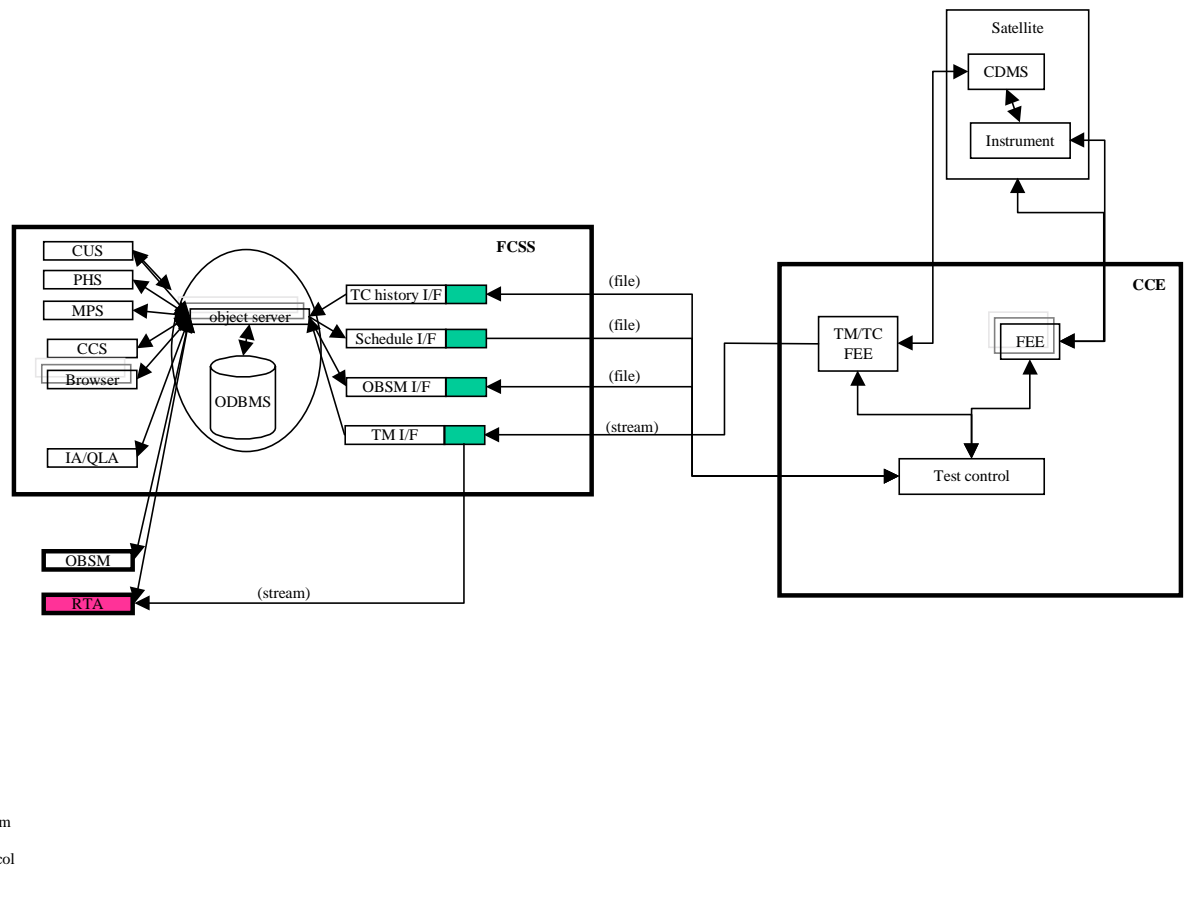 Satellite
CDMS
Instrument
FCSS
CUS
PHS
MPS
CCS
Browser
IA/QLA
object server
ODBMS
TC history I/F
Schedule I/F
OBSM I/F
TM I/F
(file)
(file)
(file)
(stream)
CCE
TM/TC
FEE
FEE
Test control
OBSM
RTA
(stream)
m
col